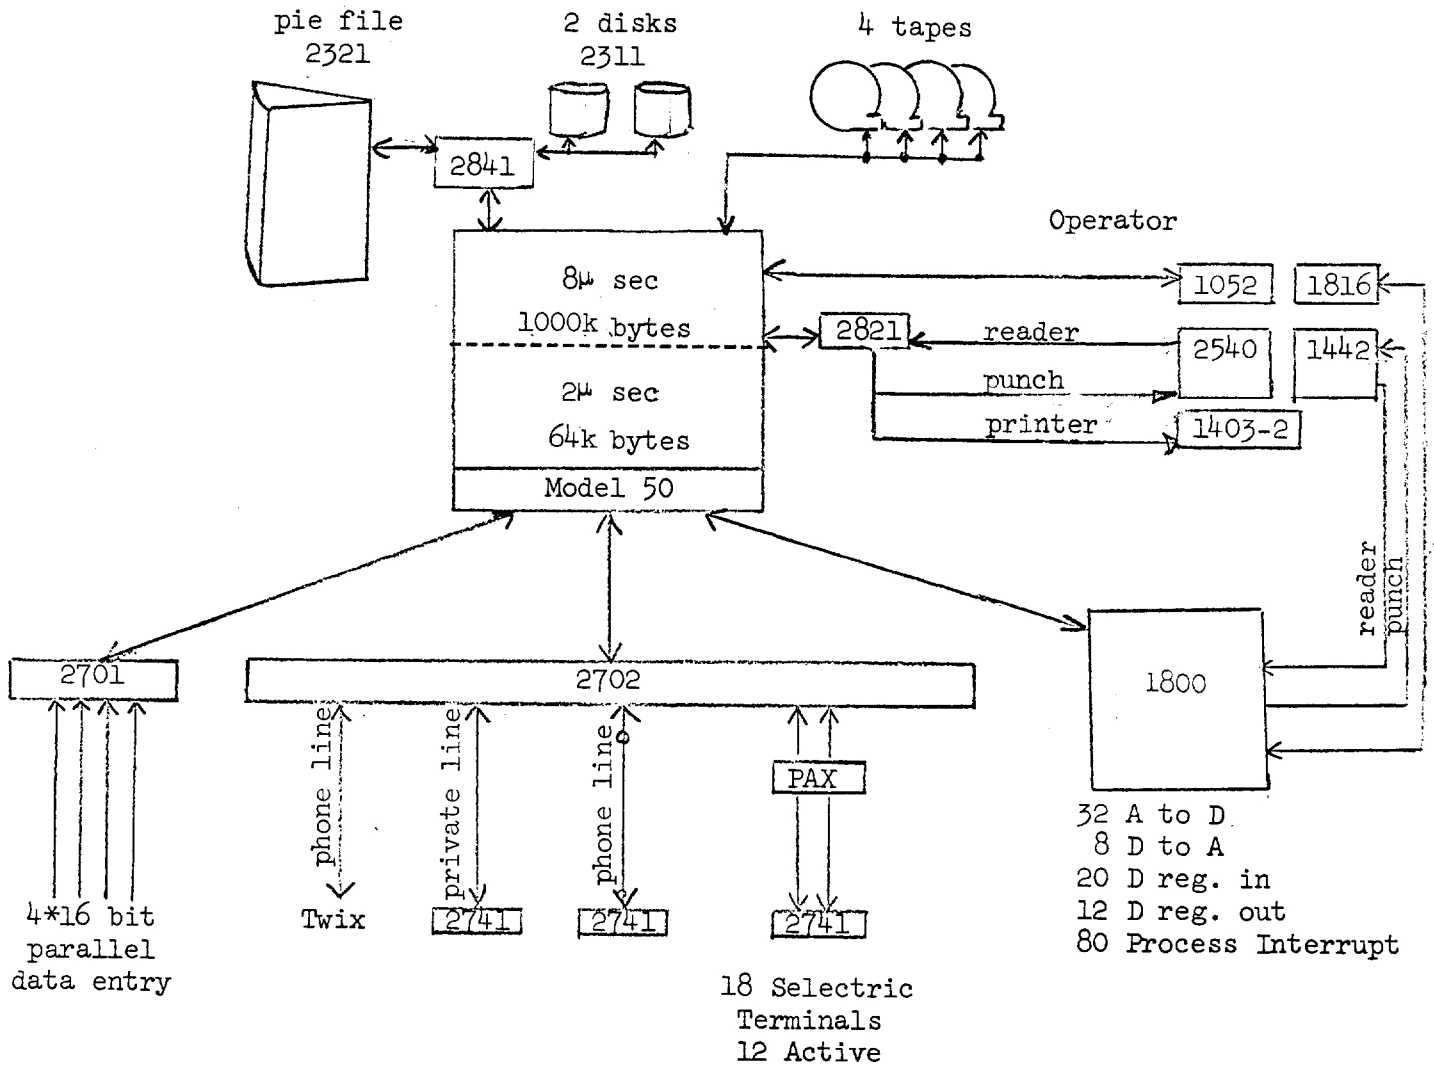 pie file
2321
2 disks
2311
4 tapes
2841
Operator
8μ sec
1000k bytes
2μ sec
64k bytes
Model 50
1052
1816
2821
reader
2540
1442
punch
printer
1403-2
reader
punch
2701
2702
1800
phone line
private line
phone line
PAX
4*16 bit
parallel
data entry
Twix
2741
2741
2741
18 Selectric
Terminals
12 Active
32 A to D
8 D to A
20 D reg. in
12 D reg. out
80 Process Interrupt